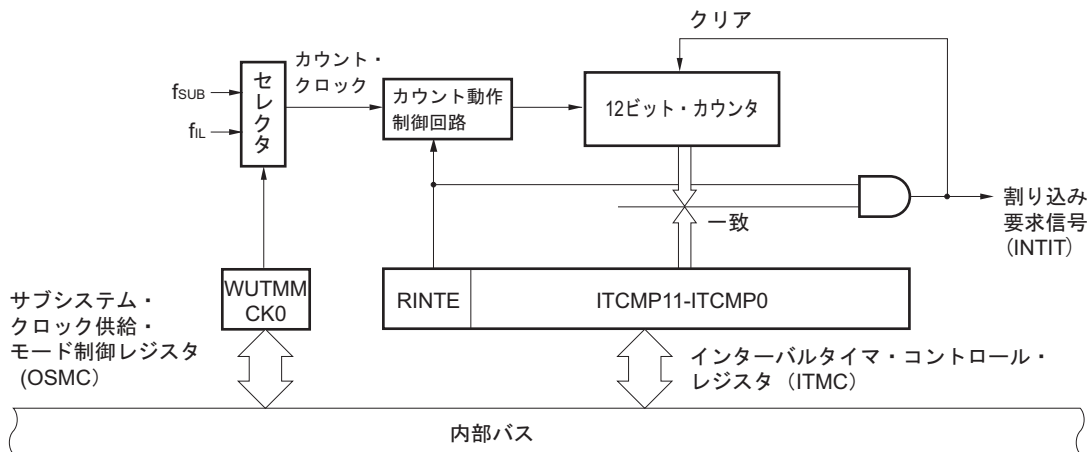 クリア
カウント・
クロック
fSUB
fIL
セレクタ
カウント動作
制御回路
12ビット・カウンタ
一致
割り込み
要求信号
(INTIT)
WUTMM
CK0
RINTE
ITCMP11-ITCMP0
サブシステム・
クロック供給・
モード制御レジスタ
(OSMC)
インターバルタイマ・コントロール・
レジスタ（ITMC）
内部バス